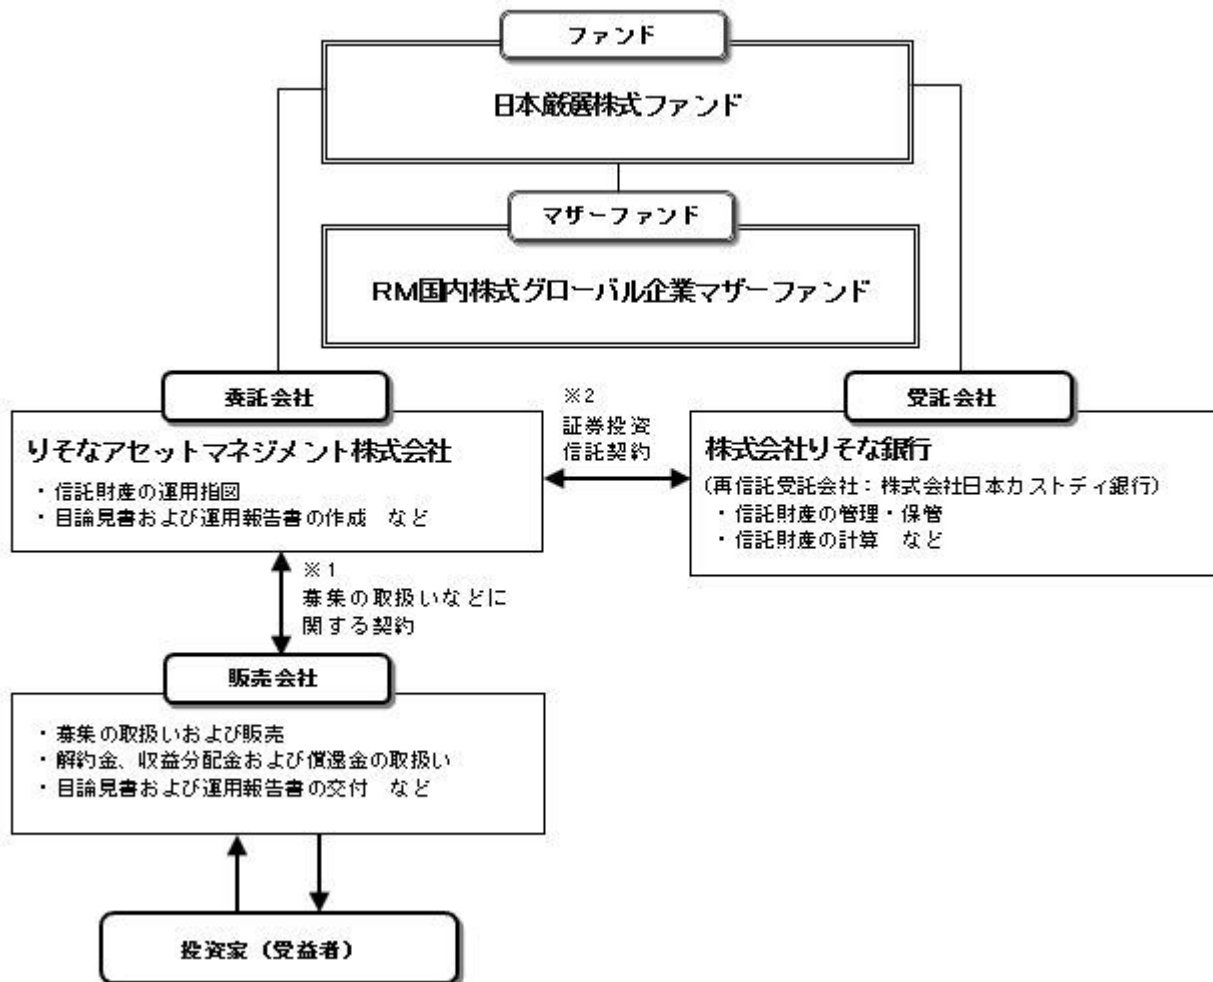 ファンド
日本厳選株式ファンド
マザーファンド
RM国内株式グローバル企業マザーファンド
委託会社
りそなアセットマネジメント株式会社
・信託財産の運用指図
・目論見書および運用報告書の作成 など
※2
証券投資
信託契約
受託会社
株式会社りそな銀行
(再信託受託会社:株式会社日本カストディ銀行)
・信託財産の管理・保管
・信託財産の計算 など
※1
募集の取扱いなどに
関する契約
販売会社
・募集の取扱いおよび販売
・解約金、収益分配金および償還金の取扱い
・目論見書および運用報告書の交付 など
投資家(受益者)